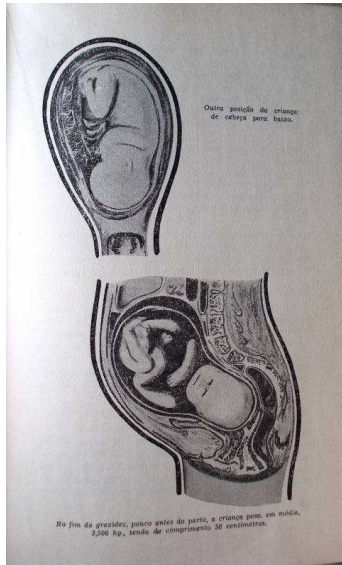 Outra posição da criança:
de cabeça para baixo.
No fim da gravidez, pouco antes do parto, a criança pesa, em média,
3,500 kg., tendo de comprimento 50 centímetros.